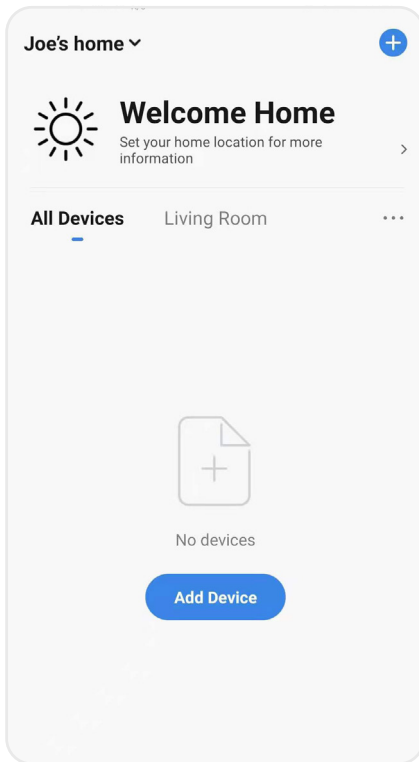 Joe's home
Welcome Home
Set your home location for more
information
All Devices
Living Room
No devices
Add Device